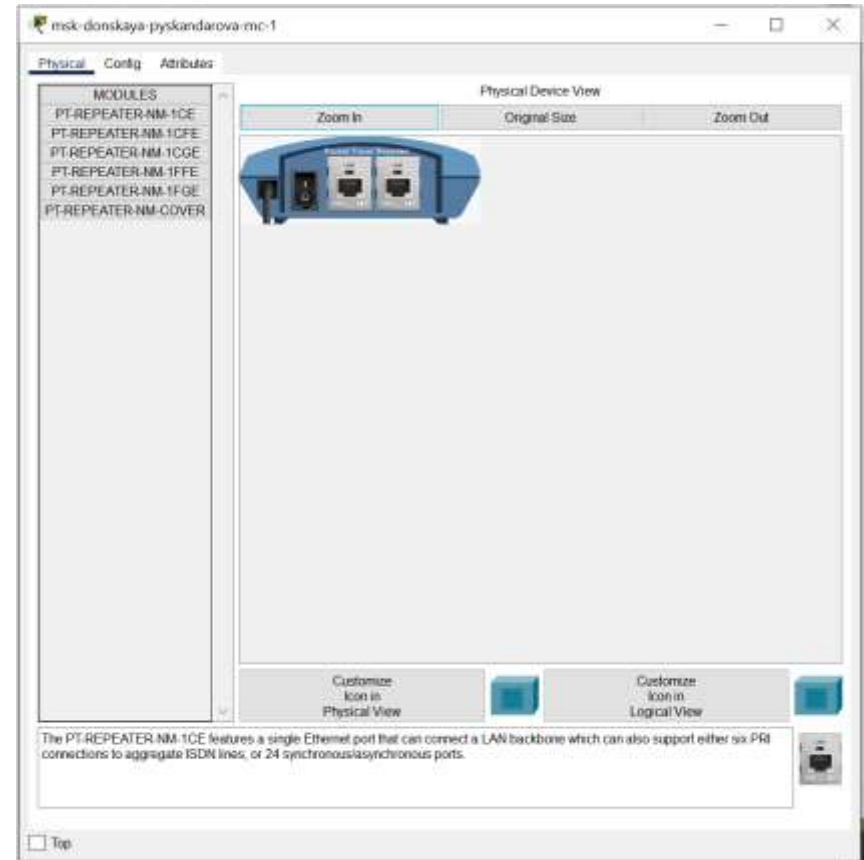 msk-donskaya-pyskandarova-mc-1
Physical Config Attributes
MODULES
PT-REPEATER-NM-1CE
PT-REPEATER-NM-1CFE
PT-REPEATER-NM-1CGE
PT-REPEATER-NM-1FFE
PT-REPEATER-NM-1FGE
PT-REPEATER-NM-COVER
Physical Device View
Zoom In Original Size Zoom Out
Customize
Icon in
Physical View
Customize
Icon in
Logical View
The PT-REPEATER-NM-1CE features a single Ethernet port that can connect a LAN backbone which can also support either six PRI
connections to aggregate ISDN lines, or 24 synchronous/asynchronous ports.
Top